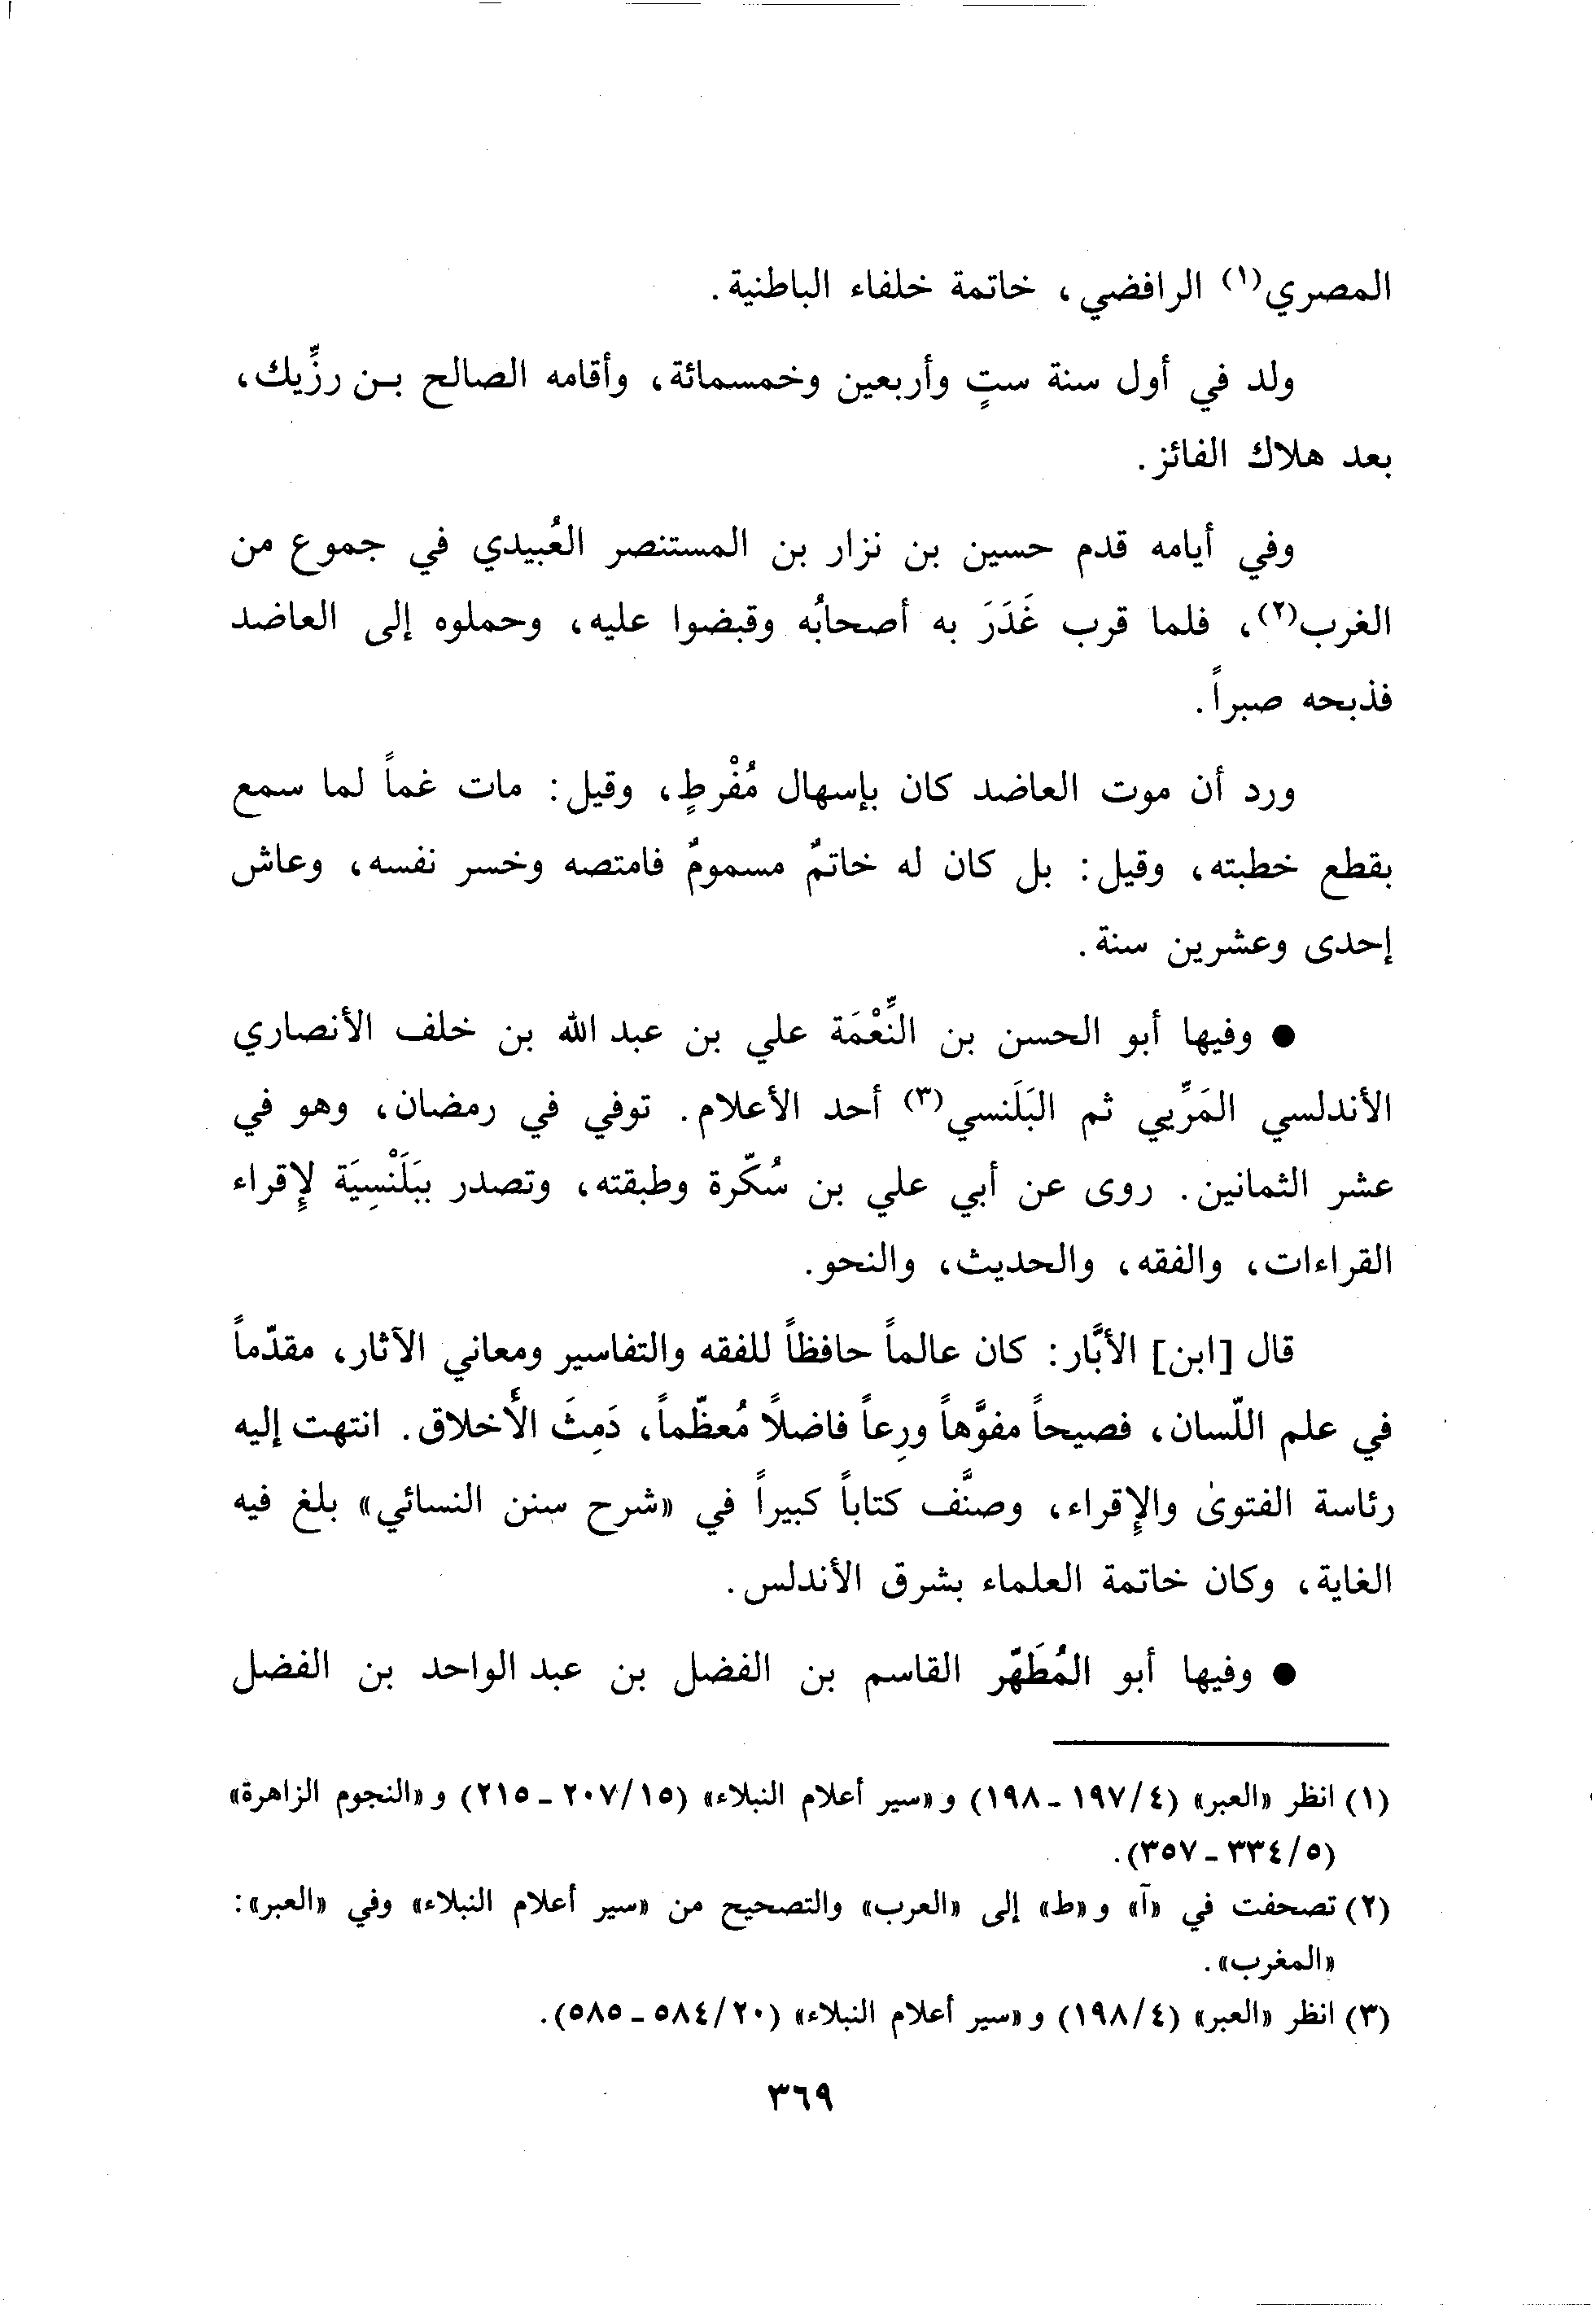 المصري(١) الرافضي، خاتمة خلفاء الباطنية.
ولد في أول سنة ستٍ وأربعين وخمسمائة، وأقامه الصالح بن رزِّيك،
بعد هلاك الفائز.
وفي أيامه قدم حسين بن نزار بن المستنصر العُبيدي في جموع من
الغرب(٢)، فلما قرب غَدَرَ به أصحابُه وقبضوا عليه، وحملوه إلى العاضد
فذبحه صبراً.
ورد أن موت العاضد كان بإسهال مُفْرطٍ، وقيل: مات غماً لما سمع
بقطع خطبته، وقيل: بل كان له خاتمٌ مسمومٌ فامتصه وخسر نفسه، وعاش
إحدى وعشرين سنة.
● وفيها أبو الحسن بن النِّعْمَة علي بن عبد الله بن خلف الأنصاري
الأندلسي المَرِّيي ثم البَلَنسي(٣) أحد الأعلام. توفي في رمضان، وهو في
عشر الثمانين. روى عن أبي علي بن سُكّرة وطبقته، وتصدر ببَلَنْسِيَة لإِقراء
القراءات، والفقه، والحديث، والنحو.
قال [ابن] الأبَّار: كان عالماً حافظاً للفقه والتفاسير ومعاني الآثار، مقدّماً
في علم اللّسان، فصيحاً مفوَّهاً ورِعاً فاضلاً مُعظّماً، دَمِثَ الأَخلاق. انتهت إليه
رئاسة الفتوىٰ والإِقراء، وصنَّف كتاباً كبيراً في «شرح سنن النسائي» بلغ فيه
الغاية، وكان خاتمة العلماء بشرق الأندلس.
● وفيها أبو المُطَهّر القاسم بن الفضل بن عبد الواحد بن الفضل
(١) انظر «العبر» (٤/ ١٩٧ ـ ١٩٨) و «سير أعلام النبلاء» (١٥/ ٢٠٧ ـ ٢١٥) و «النجوم الزاهرة»
(٥/ ٣٣٤ ـ ٣٥٧).
(٢) تصحفت في «آ» و «ط» إلى «العرب» والتصحيح من «سير أعلام النبلاء» وفي «العبر»:
«المغرب».
(٣) انظر «العبر» (٤/ ١٩٨) و «سير أعلام النبلاء» (٢٠/ ٥٨٤ ـ ٥٨٥).
٣٦٩